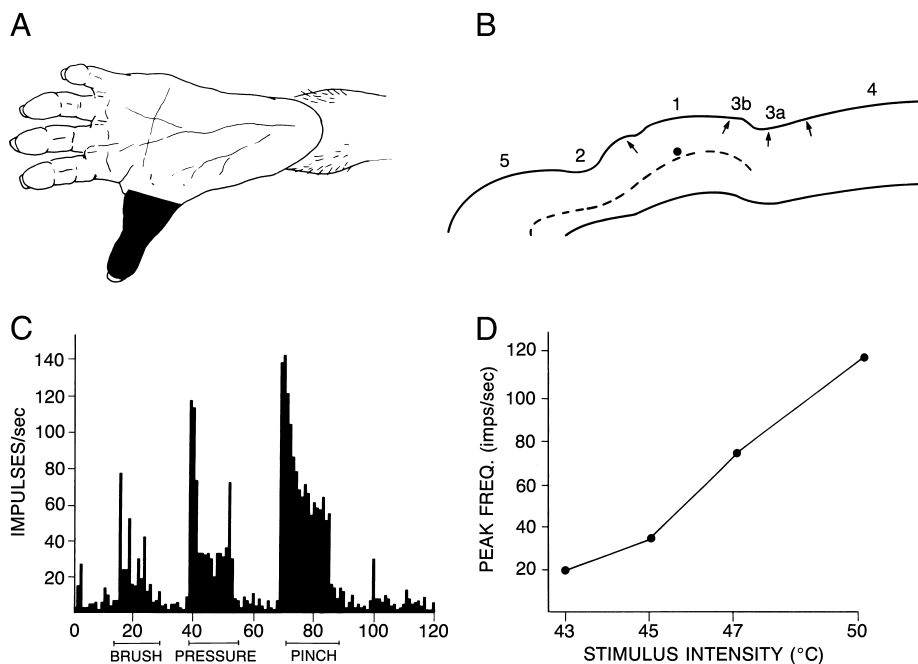 A
B
5
2
1
3b
3a
4
C
IMPULSES/sec
140
120
100
80
60
40
20
0 20 40 60 80 100 120
BRUSH PRESSURE PINCH
D
PEAK FREQ. (imps/sec)
120
100
80
60
40
20
43 45 47 50
STIMULUS INTENSITY (°C)